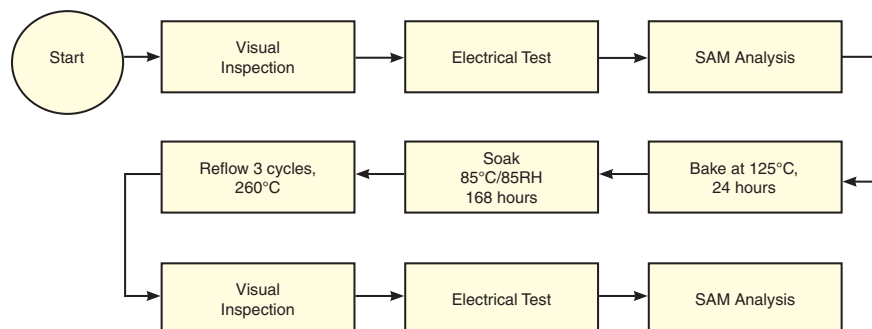 Start
Visual
Inspection
Electrical Test
SAM Analysis
Reflow 3 cycles,
260°C
Soak
85°C/85RH
168 hours
Bake at 125°C,
24 hours
Visual
Inspection
Electrical Test
SAM Analysis